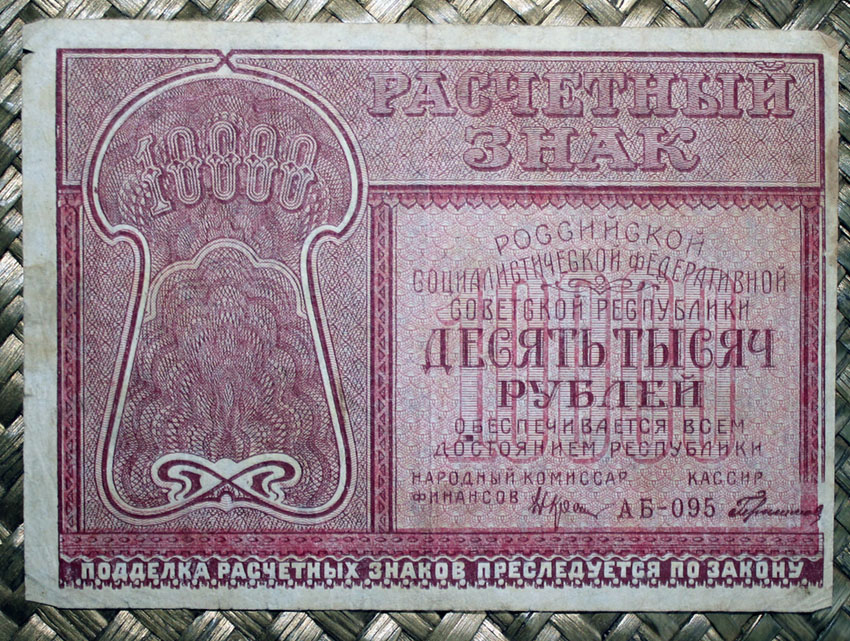 10000
РАСЧЕТНЫЙ
ЗНАК
РОССИЙСКОЙ
СОЦИАЛИСТИЧЕСКОЙ ФЕДЕРАТИВНОЙ
СОВЕТСКОЙ РЕСПУБЛИКИ
10000
ДЕСЯТЬ ТЫСЯЧ
РУБЛЕЙ
ОБЕСПЕЧИВАЕТСЯ ВСЕМ
ДОСТОЯНИЕМ РЕСПУБЛИКИ
НАРОДНЫЙ КОМИССАР КАССИР
ФИНАНСОВ АБ-095
ПОДДЕЛКА РАСЧЕТНЫХ ЗНАКОВ ПРЕСЛЕДУЕТСЯ ПО ЗАКОНУ